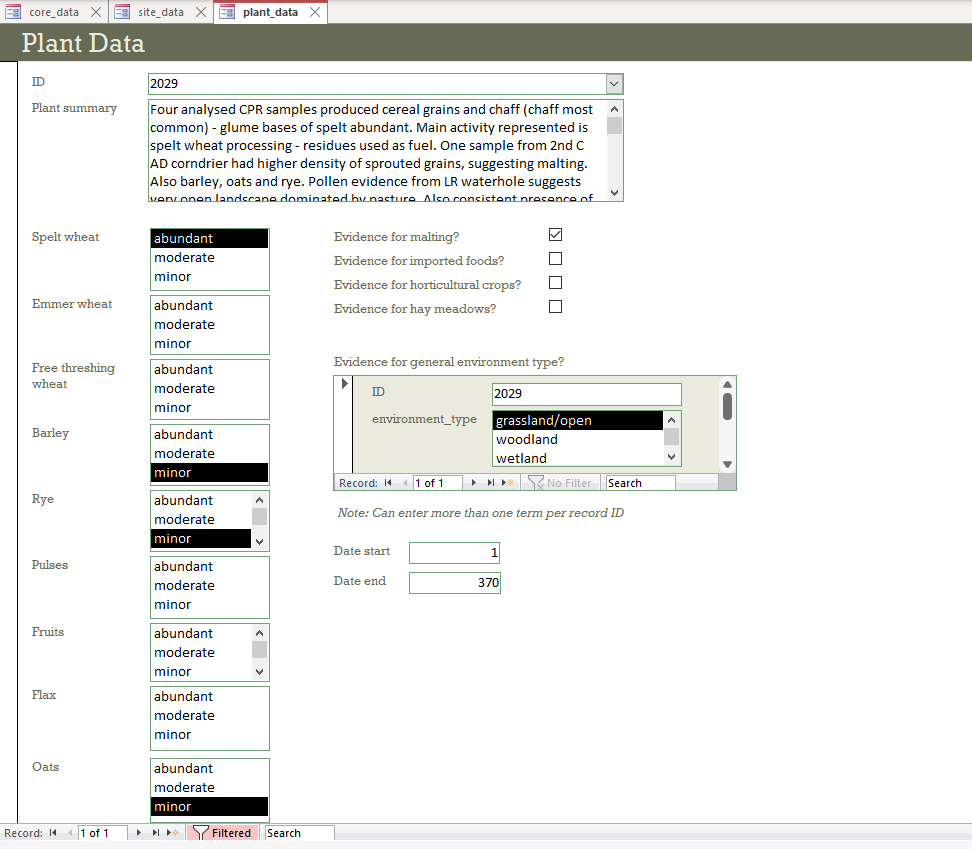 core_data site_data plant_data
Plant Data
ID 2029
Plant summary
Four analysed CPR samples produced cereal grains and chaff (chaff most
common) - glume bases of spelt abundant. Main activity represented is
spelt wheat processing - residues used as fuel. One sample from 2nd C
AD corndrier had higher density of sprouted grains, suggesting malting.
Also barley, oats and rye. Pollen evidence from LR waterhole suggests
very open landscape dominated by pasture. Also consistent presence of
Spelt wheat
abundant
moderate
minor
Emmer wheat
abundant
moderate
minor
Free threshing
wheat
abundant
moderate
minor
Barley
abundant
moderate
minor
Rye
abundant
moderate
minor
Pulses
abundant
moderate
minor
Fruits
abundant
moderate
minor
Flax
abundant
moderate
minor
Oats
abundant
moderate
minor
Evidence for malting?
Evidence for imported foods?
Evidence for horticultural crops?
Evidence for hay meadows?
Evidence for general environment type?
ID 2029
environment_type
grassland/open
woodland
wetland
Record: 1 of 1 No Filter Search
Note: Can enter more than one term per record ID
Date start 1
Date end 370
Record: 1 of 1 Filtered Search